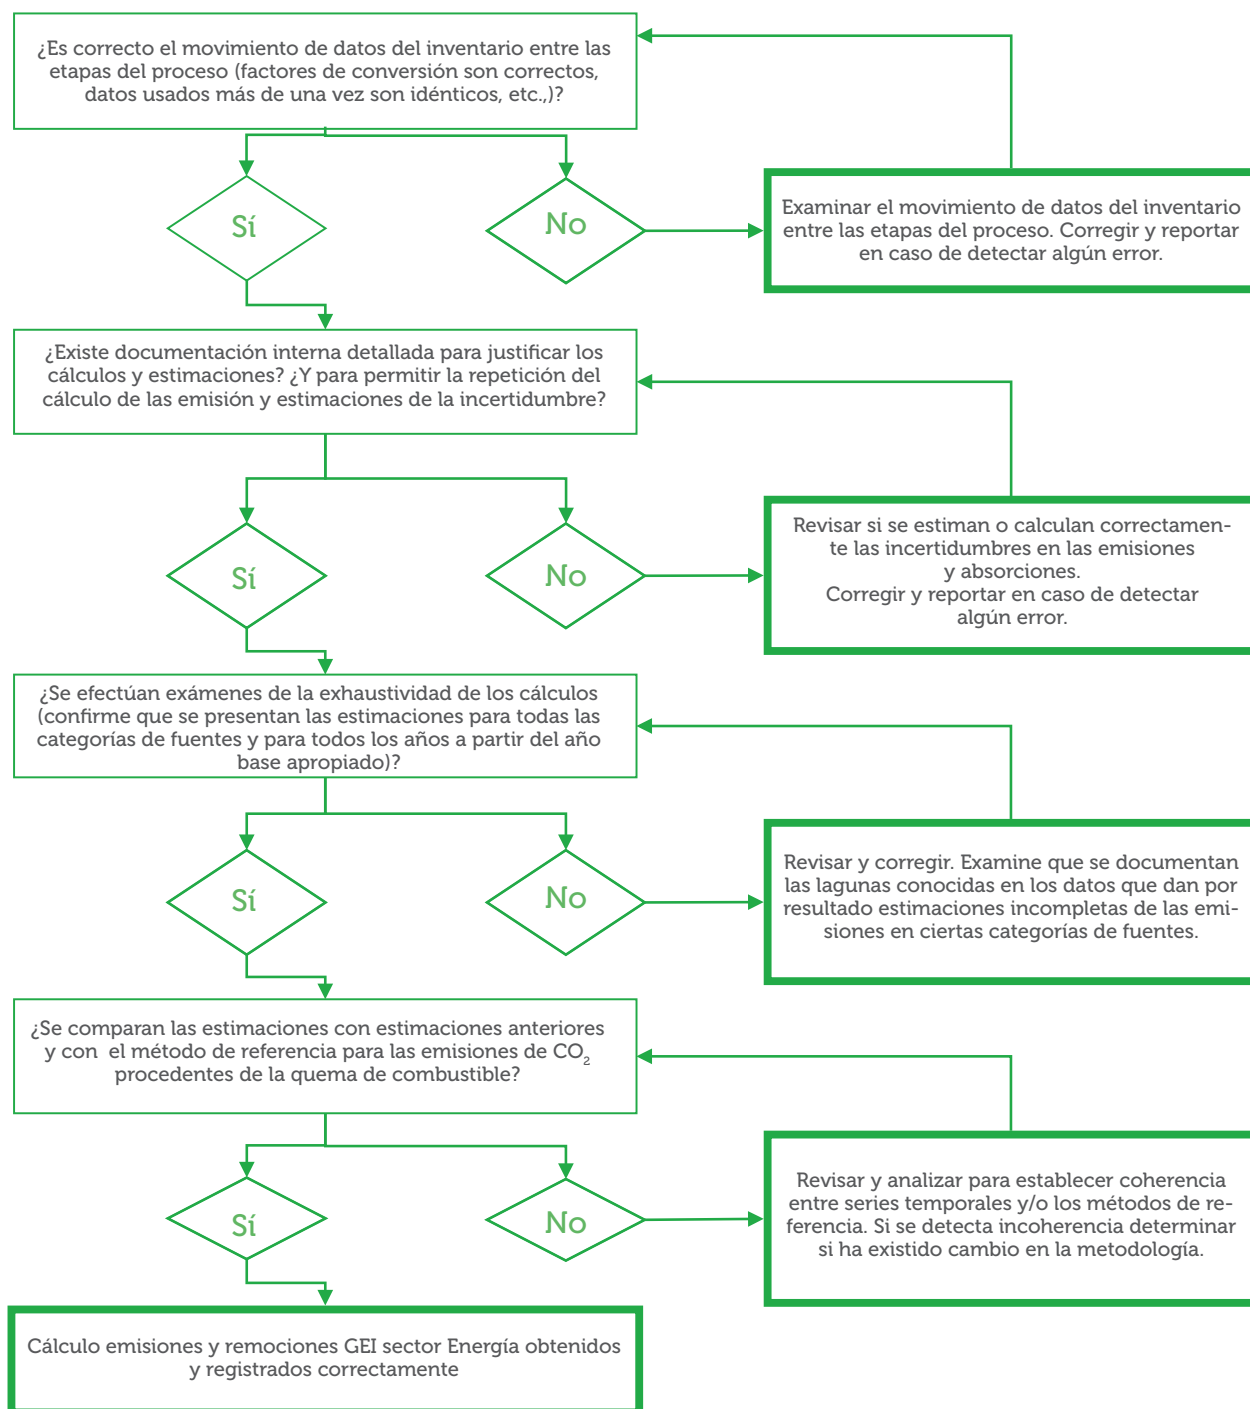 ¿Es correcto el movimiento de datos del inventario entre las
etapas del proceso (factores de conversión son correctos,
datos usados más de una vez son idénticos, etc.,)?
Sí
No
Examinar el movimiento de datos del inventario
entre las etapas del proceso. Corregir y reportar
en caso de detectar algún error.
¿Existe documentación interna detallada para justificar los
cálculos y estimaciones? ¿Y para permitir la repetición del
cálculo de las emisión y estimaciones de la incertidumbre?
Sí
No
Revisar si se estiman o calculan correctamen-
te las incertidumbres en las emisiones
y absorciones.
Corregir y reportar en caso de detectar
algún error.
¿Se efectúan exámenes de la exhaustividad de los cálculos
(confirme que se presentan las estimaciones para todas las
categorías de fuentes y para todos los años a partir del año
base apropiado)?
Sí
No
Revisar y corregir. Examine que se documentan
las lagunas conocidas en los datos que dan por
resultado estimaciones incompletas de las emi-
siones en ciertas categorías de fuentes.
¿Se comparan las estimaciones con estimaciones anteriores
y con el método de referencia para las emisiones de CO₂
procedentes de la quema de combustible?
Sí
No
Revisar y analizar para establecer coherencia
entre series temporales y/o los métodos de re-
ferencia. Si se detecta incoherencia determinar
si ha existido cambio en la metodología.
Cálculo emisiones y remociones GEI sector Energía obtenidos
y registrados correctamente